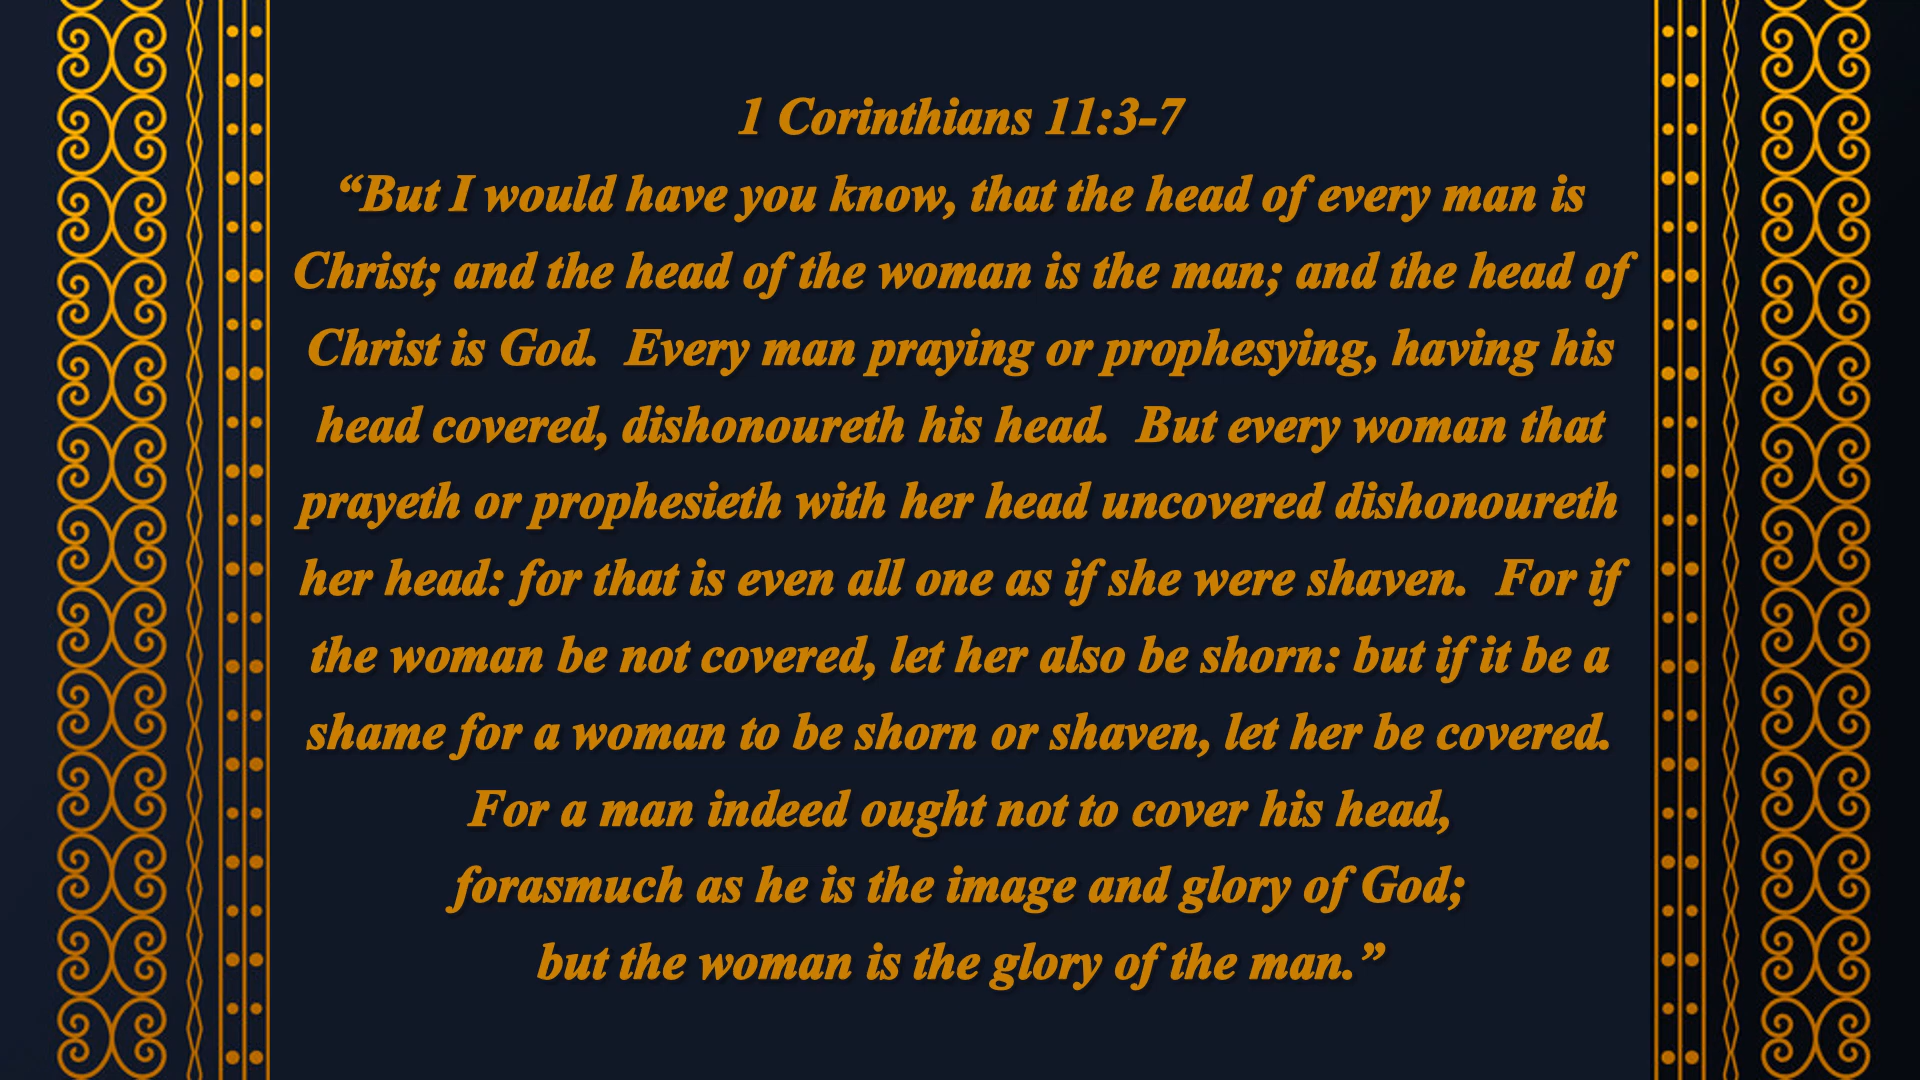 1 Corinthians 11:3-7
“But I would have you know, that the head of every man is
Christ; and the head of the woman is the man; and the head of
Christ is God.  Every man praying or prophesying, having his
head covered, dishonoureth his head.  But every woman that
prayeth or prophesieth with her head uncovered dishonoureth
her head: for that is even all one as if she were shaven.  For if
the woman be not covered, let her also be shorn: but if it be a
shame for a woman to be shorn or shaven, let her be covered.
For a man indeed ought not to cover his head,
forasmuch as he is the image and glory of God;
but the woman is the glory of the man.”